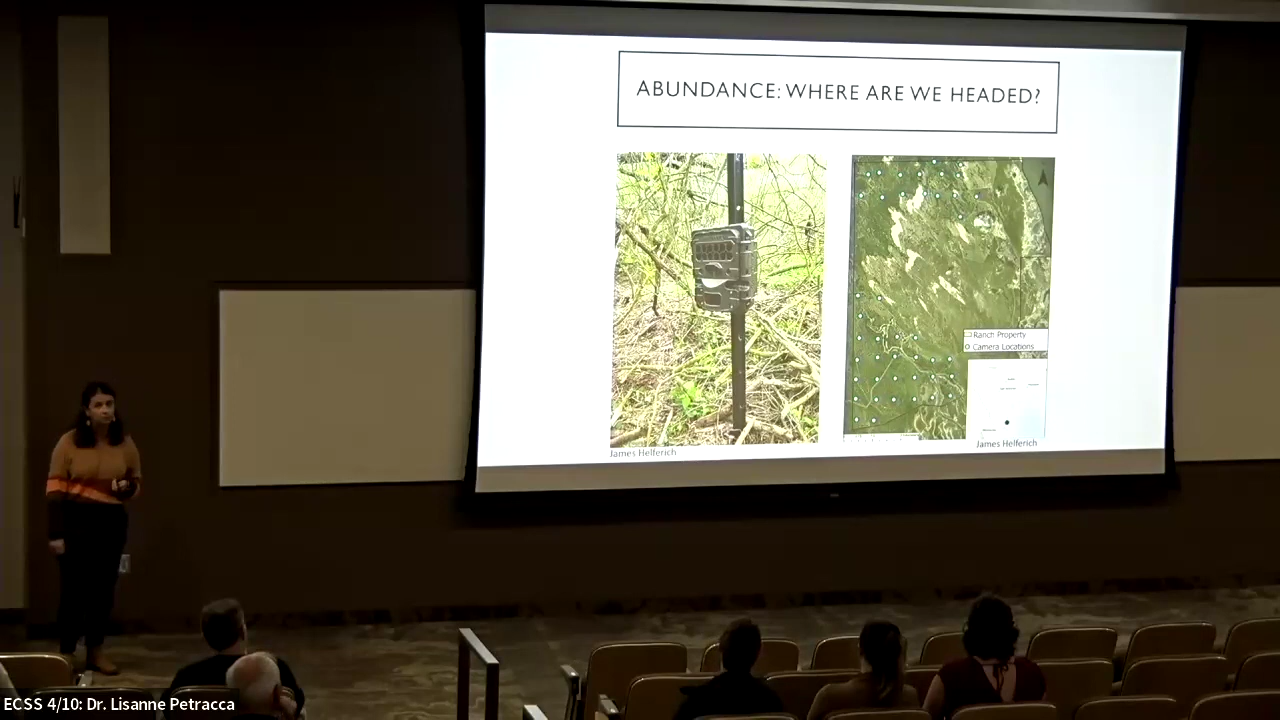 ABUNDANCE: WHERE ARE WE HEADED?
Ranch Property
Camera Locations
James Helferich
James Helferich
ECSS 4/10: Dr. Lisanne Petracca